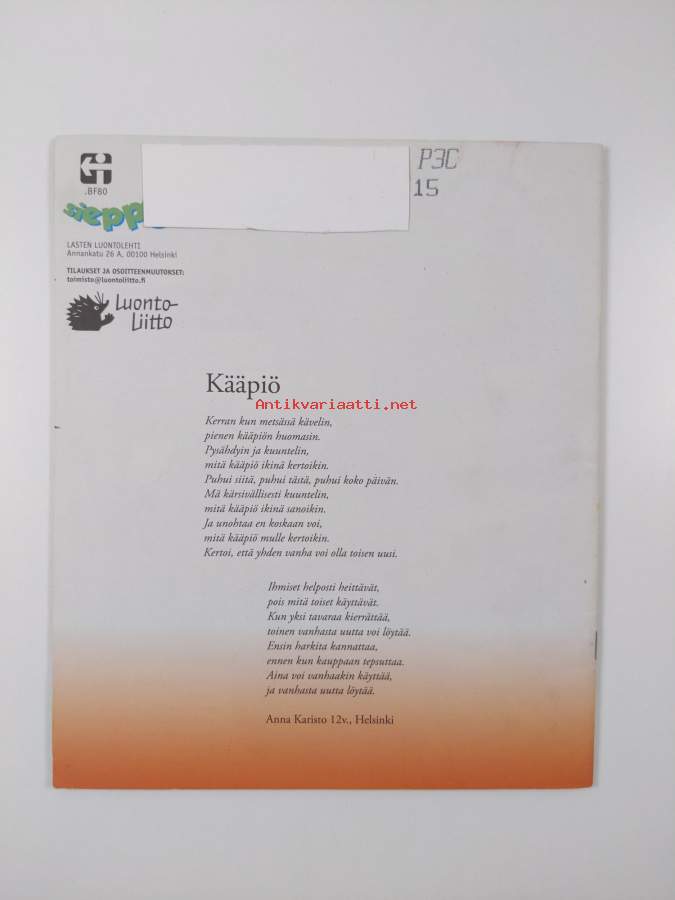 P3C
15
.BF80
sieppo
LASTEN LUONTOLEHTI
Annankatu 26 A, 00100 Helsinki
TILAUKSET JA OSOITTEENMUUTOKSET:
toimisto@luontoliitto.fi
Luonto-
Liitto
Kääpiö
Antikvariaatti.net
Kerran kun metsässä kävelin,
pienen kääpiön huomasin.
Pysähdyin ja kuuntelin,
mitä kääpiö ikinä kertoikin.
Puhui siitä, puhui tästä, puhui koko päivän.
Mä kärsivällisesti kuuntelin,
mitä kääpiö ikinä sanoikin.
Ja unohtaa en koskaan voi,
mitä kääpiö mulle kertoikin.
Kertoi, että yhden vanha voi olla toisen uusi.
Ihmiset helposti heittävät,
pois mitä toiset käyttävät.
Kun yksi tavaraa kierrättää,
toinen vanhasta uutta voi löytää.
Ensin harkita kannattaa,
ennen kun kauppaan tepsuttaa.
Aina voi vanhaakin käyttää,
ja vanhasta uutta löytää.
Anna Karisto 12v., Helsinki